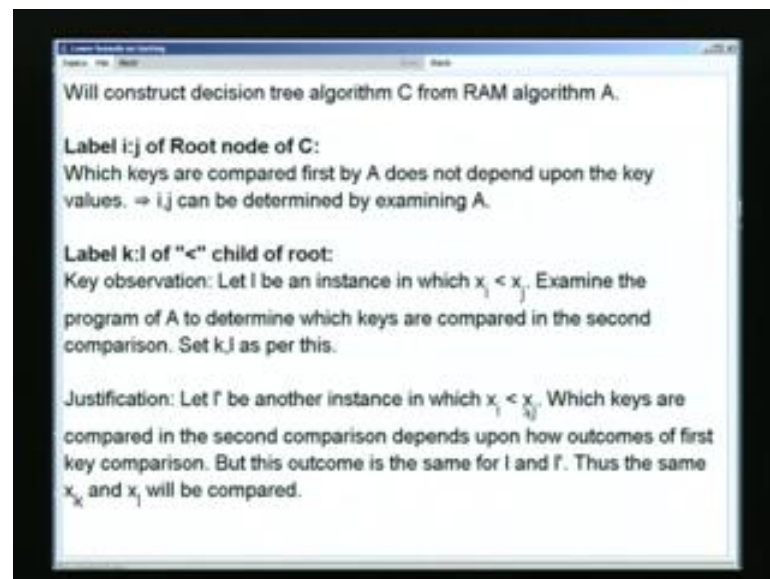 Lower bounds on sorting
Will construct decision tree algorithm C from RAM algorithm A.
Label i:j of Root node of C:
Which keys are compared first by A does not depend upon the key
values. ⇒ i,j can be determined by examining A.
Label k:l of "<" child of root:
Key observation: Let I be an instance in which x_i < x_j. Examine the
program of A to determine which keys are compared in the second
comparison. Set k,l as per this.
Justification: Let I' be another instance in which x_i < x_j. Which keys are
compared in the second comparison depends upon how outcomes of first
key comparison. But this outcome is the same for I and I'. Thus the same
x_k and x_l will be compared.